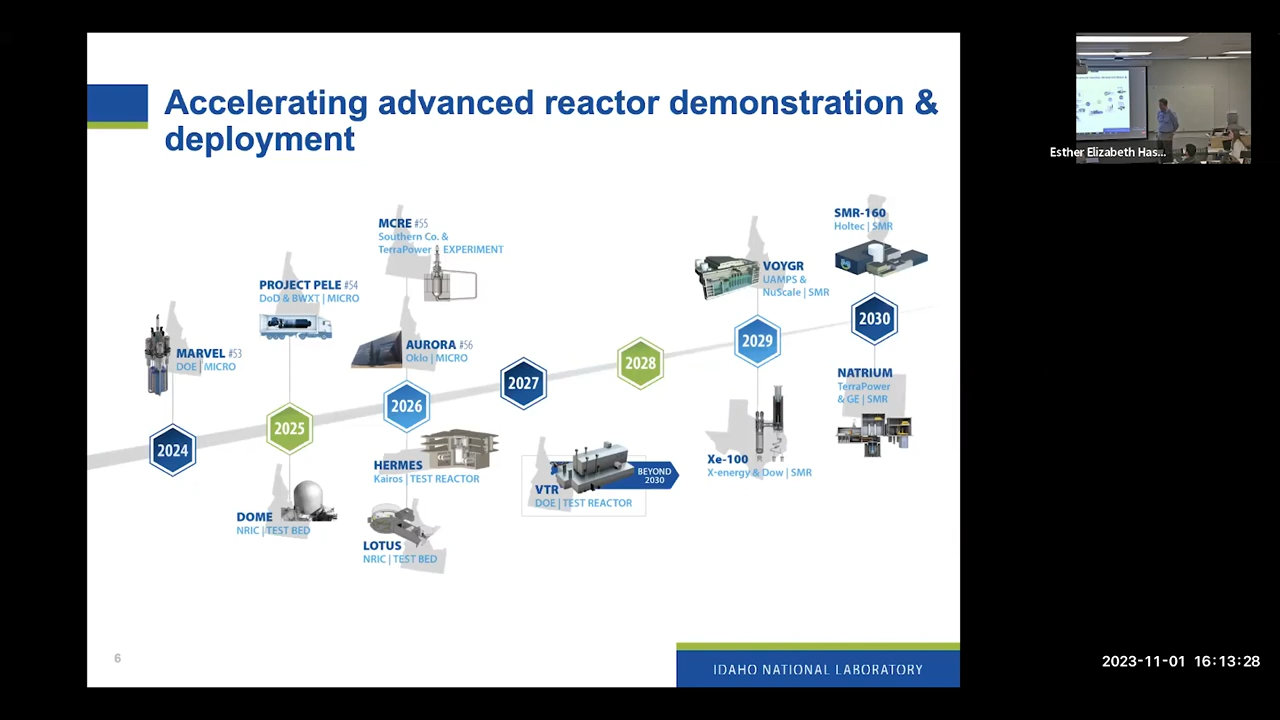 Accelerating advanced reactor demonstration &
deployment
MCRE #55
Southern Co. &
TerraPower | EXPERIMENT
SMR-160
Holtec | SMR
PROJECT PELE #54
DoD & BWXT | MICRO
VOYGR
UAMPS &
NuScale | SMR
MARVEL #53
DOE | MICRO
AURORA #56
Oklo | MICRO
2024
2025
2026
2027
2028
2029
2030
NATRIUM
TerraPower
& GE | SMR
HERMES
Kairos | TEST REACTOR
VTR
DOE | TEST REACTOR
BEYOND
2030
Xe-100
X-energy & Dow | SMR
DOME
NRIC | TEST BED
LOTUS
NRIC | TEST BED
6
IDAHO NATIONAL LABORATORY
Esther Elizabeth Has...
2023-11-01 16:13:28